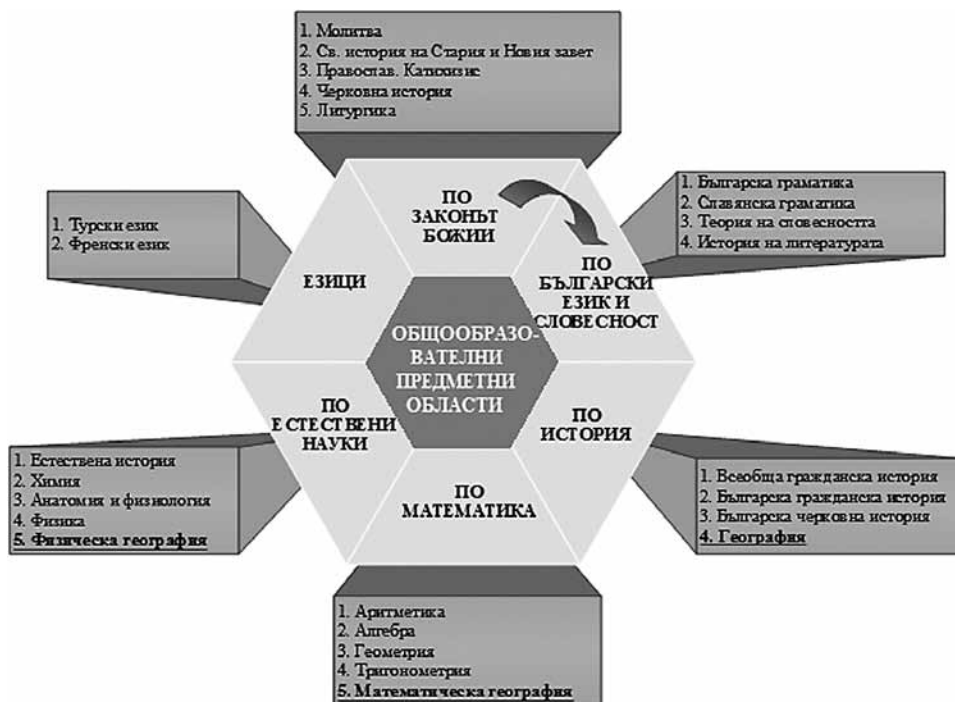 1. Молитва
2. Св. история на Стария и Новия завет
3. Православ. Катихизис
4. Черковна история
5. Литургика
ПО
ЗАКОНЪТ
БОЖИИ
1. Българска граматика
2. Славянска граматика
3. Теория на словесността
4. История на литературата
ПО
БЪЛГАРСКИ
ЕЗИК И
СЛОВЕСНОСТ
1. Турски език
2. Френски език
ЕЗИЦИ
ОБЩООБРАЗО-
ВАТЕЛНИ
ПРЕДМЕТНИ
ОБЛАСТИ
ПО
ЕСТЕСТВЕНИ
НАУКИ
1. Естествена история
2. Химия
3. Анатомия и физиология
4. Физика
5. Физическа география
ПО
ИСТОРИЯ
1. Всеобща гражданска история
2. Българска гражданска история
3. Българска черковна история
4. География
ПО
МАТЕМАТИКА
1. Аритметика
2. Алгебра
3. Геометрия
4. Тригонометрия
5. Математическа география